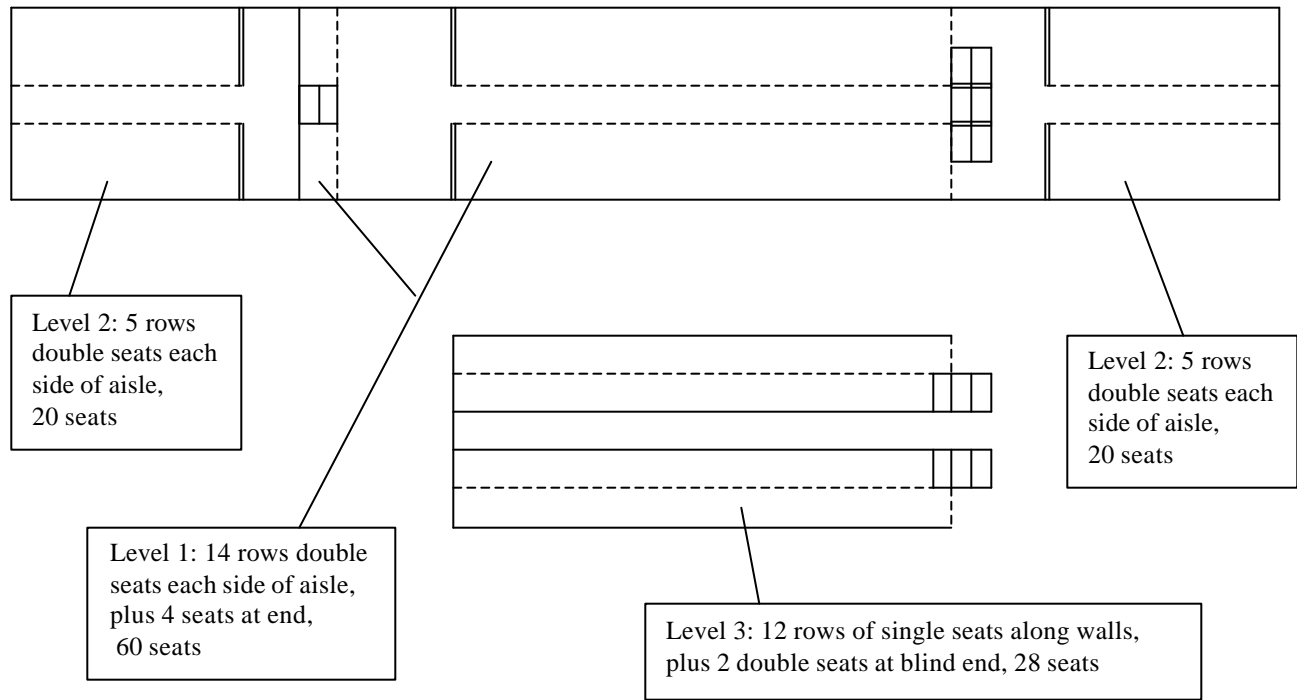 Level 2: 5 rows
double seats each
side of aisle,
20 seats
Level 2: 5 rows
double seats each
side of aisle,
20 seats
Level 1: 14 rows double
seats each side of aisle,
plus 4 seats at end,
60 seats
Level 3: 12 rows of single seats along walls,
plus 2 double seats at blind end, 28 seats